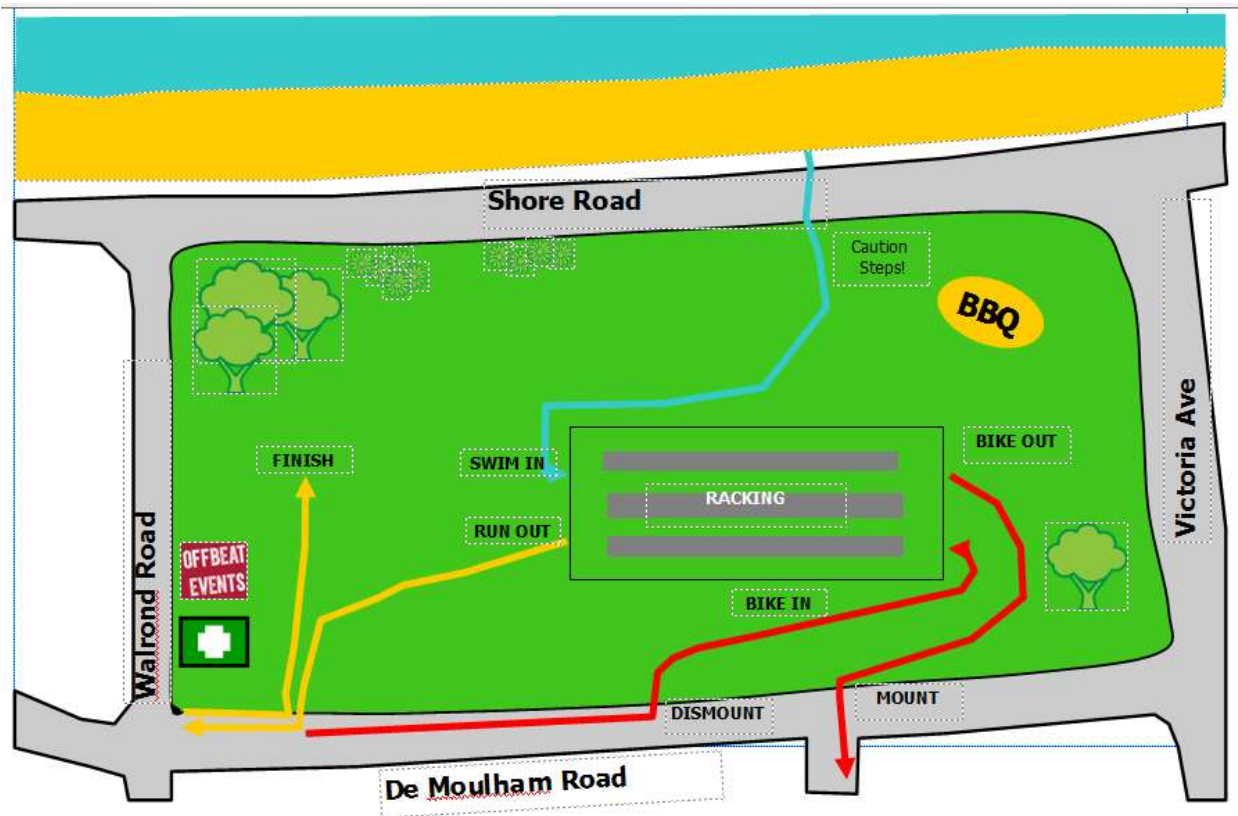 Shore Road
Caution
Steps!
BBQ
Victoria Ave
BIKE OUT
FINISH
SWIM IN
RACKING
RUN OUT
OFFBEAT
EVENTS
Walrond Road
BIKE IN
MOUNT
DISMOUNT
De Moulham Road